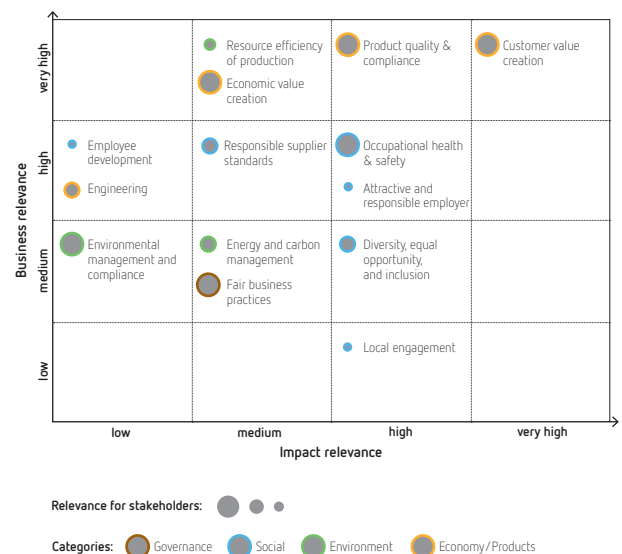 Business relevance
very high
high
medium
low
Resource efficiency
of production
Economic value
creation
Product quality &
compliance
Customer value
creation
Employee
development
Engineering
Responsible supplier
standards
Occupational health
& safety
Attractive and
responsible employer
Environmental
management and
compliance
Energy and carbon
management
Fair business
practices
Diversity, equal
opportunity,
and inclusion
Local engagement
low
medium
high
very high
Impact relevance
Relevance for stakeholders:
Categories: Governance Social Environment Economy/Products